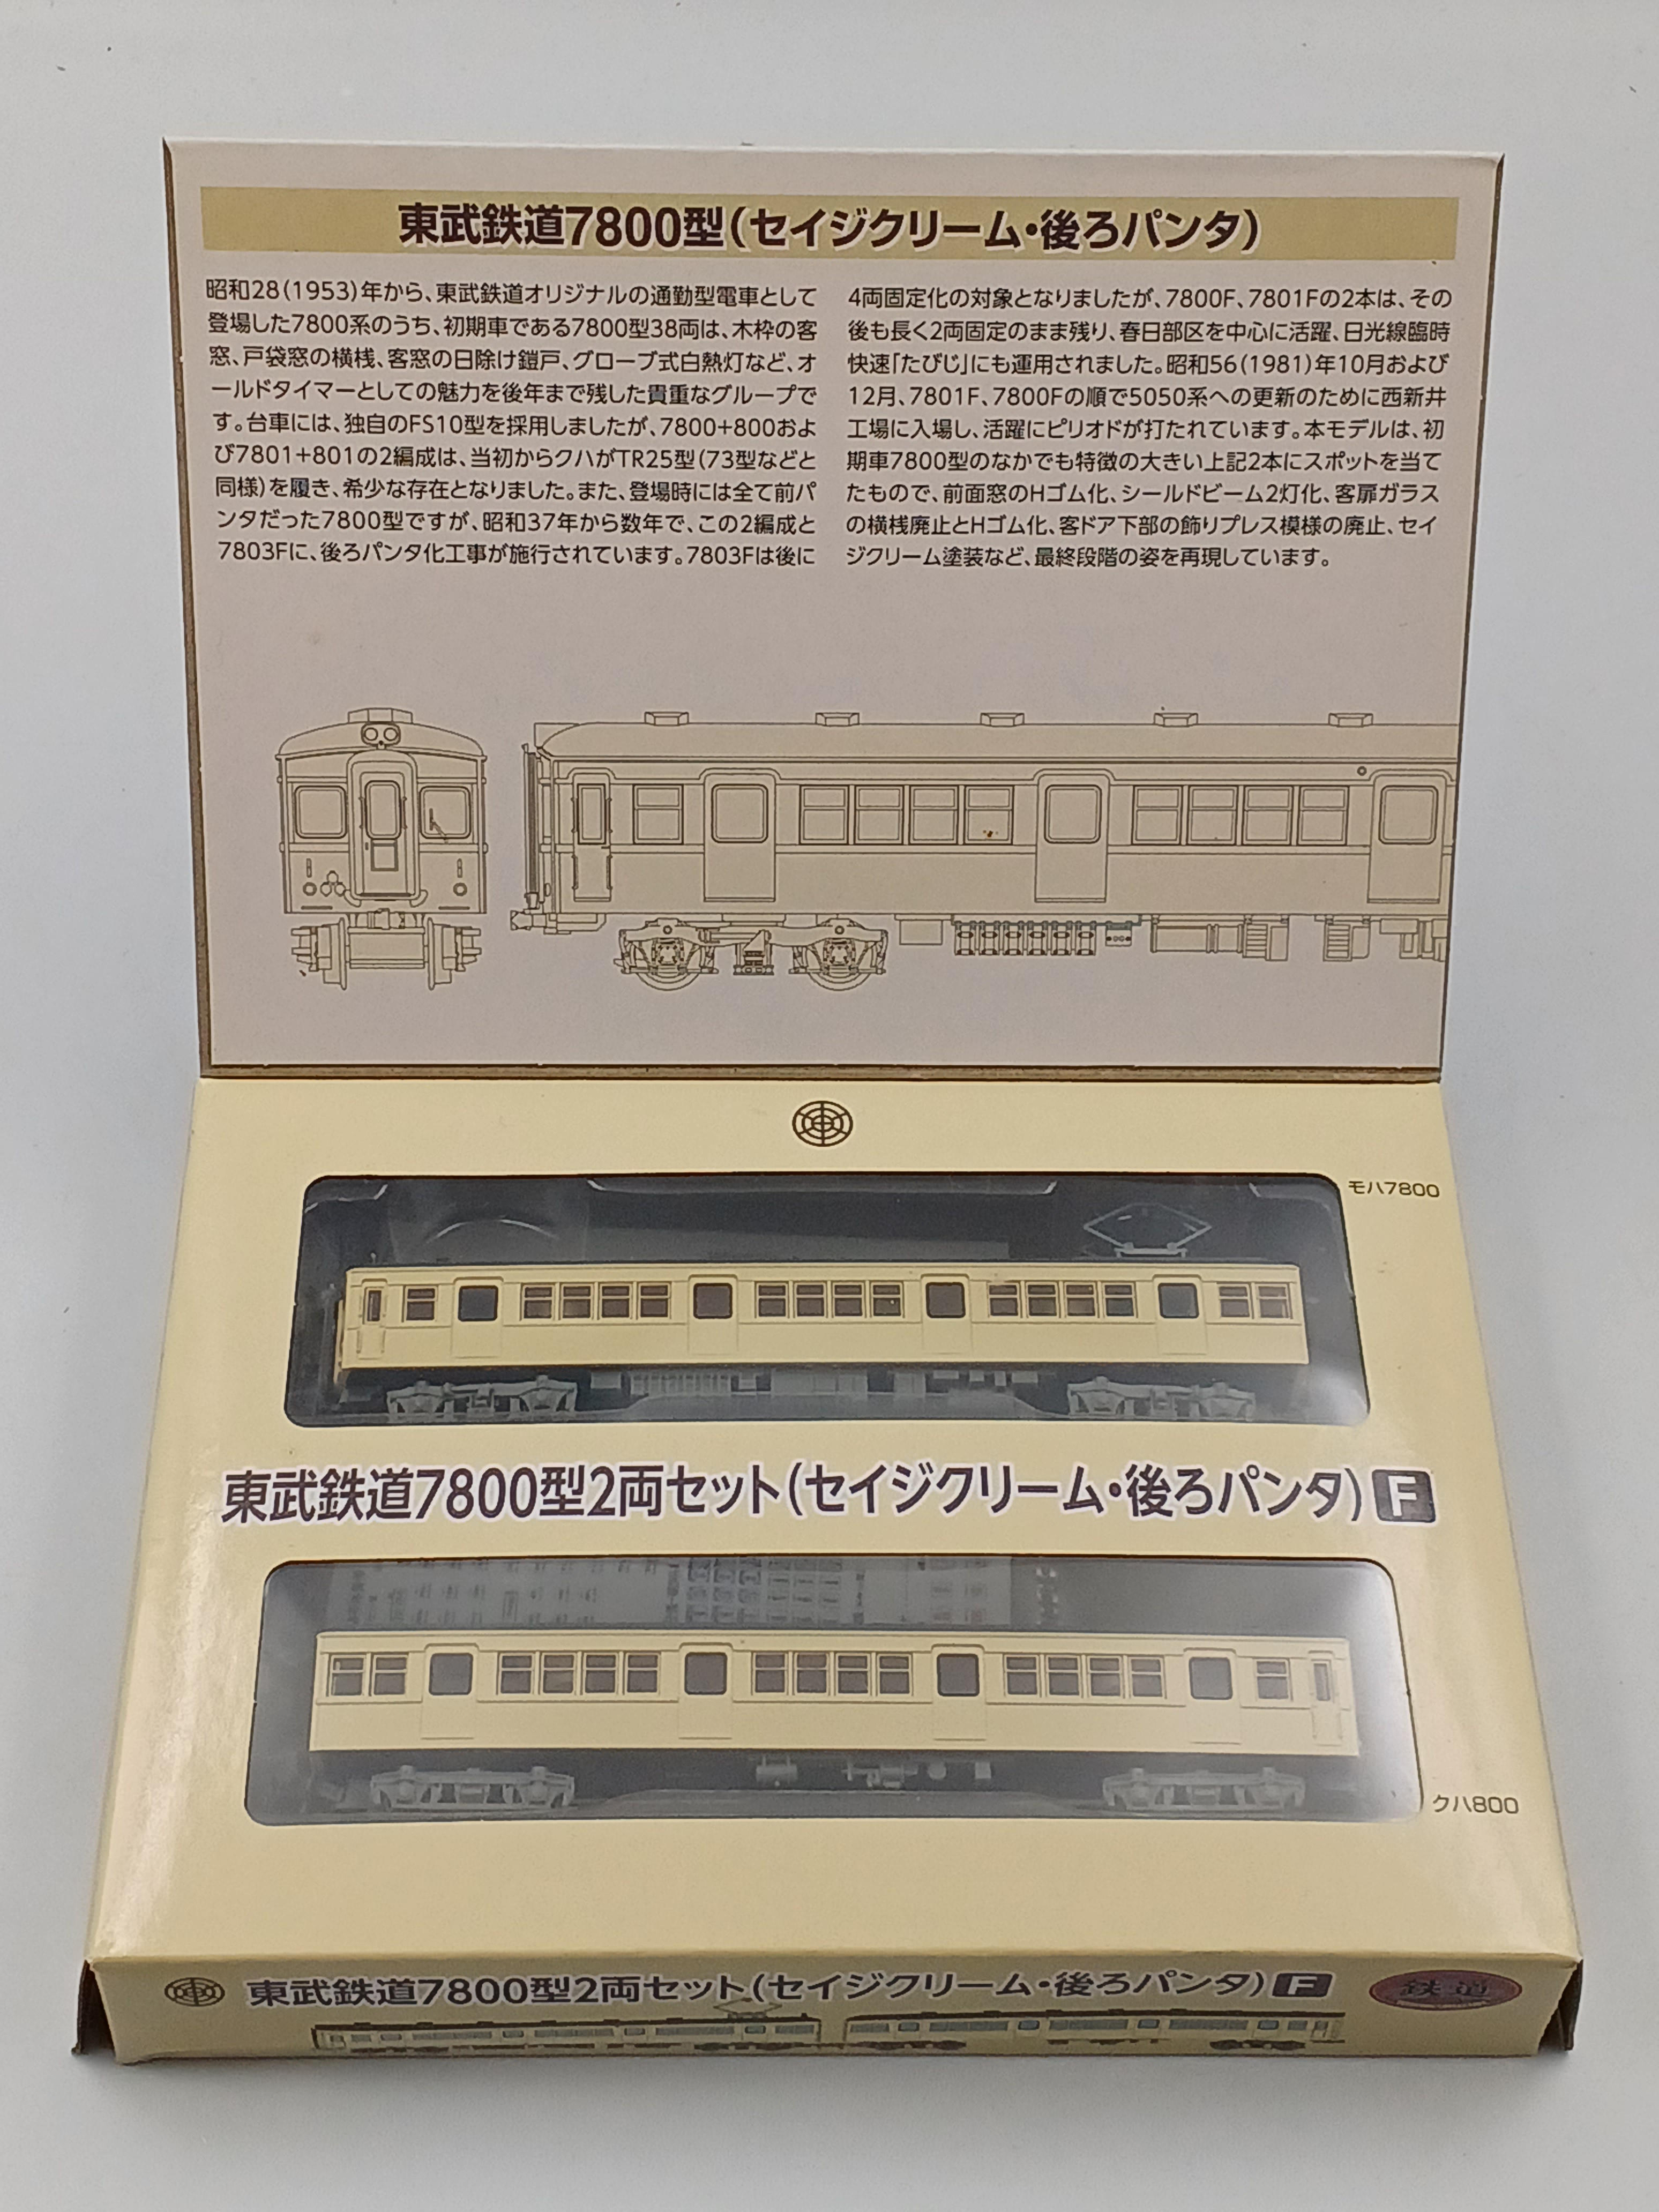 東武鉄道7800型(セイジクリーム・後ろパンタ)
昭和28(1953)年から、東武鉄道オリジナルの通勤型電車として
登場した7800系のうち、初期車である7800型38両は、木枠の客
窓、戸袋窓の横桟、客窓の日除け鎧戸、グローブ式白熱灯など、オ
ールドタイマーとしての魅力を後年まで残した貴重なグループで
す。台車には、独自のFS10型を採用しましたが、7800+800およ
び7801+801の2編成は、当初からクハがTR25型(73型などと
同様)を履き、希少な存在となりました。また、登場時には全て前パ
ンタだった7800型ですが、昭和37年から数年で、この2編成と
7803Fに、後ろパンタ化工事が施行されています。7803Fは後に
4両固定化の対象となりましたが、7800F、7801Fの2本は、その
後も長く2両固定のまま残り、春日部区を中心に活躍、日光線臨時
快速「たびじ」にも運用されました。昭和56(1981)年10月および
12月、7801F、7800Fの順で5050系への更新のために西新井
工場に入場し、活躍にピリオドが打たれています。本モデルは、初
期車7800型のなかでも特徴の大きい上記2本にスポットを当て
たもので、前面窓のHゴム化、シールドビーム2灯化、客扉ガラス
の横桟廃止とHゴム化、客ドア下部の飾りプレス模様の廃止、セイ
ジクリーム塗装など、最終段階の姿を再現しています。
モハ7800
東武鉄道7800型2両セット(セイジクリーム・後ろパンタ)F
クハ800
東武鉄道7800型2両セット(セイジクリーム・後ろパンタ)F
鉄道